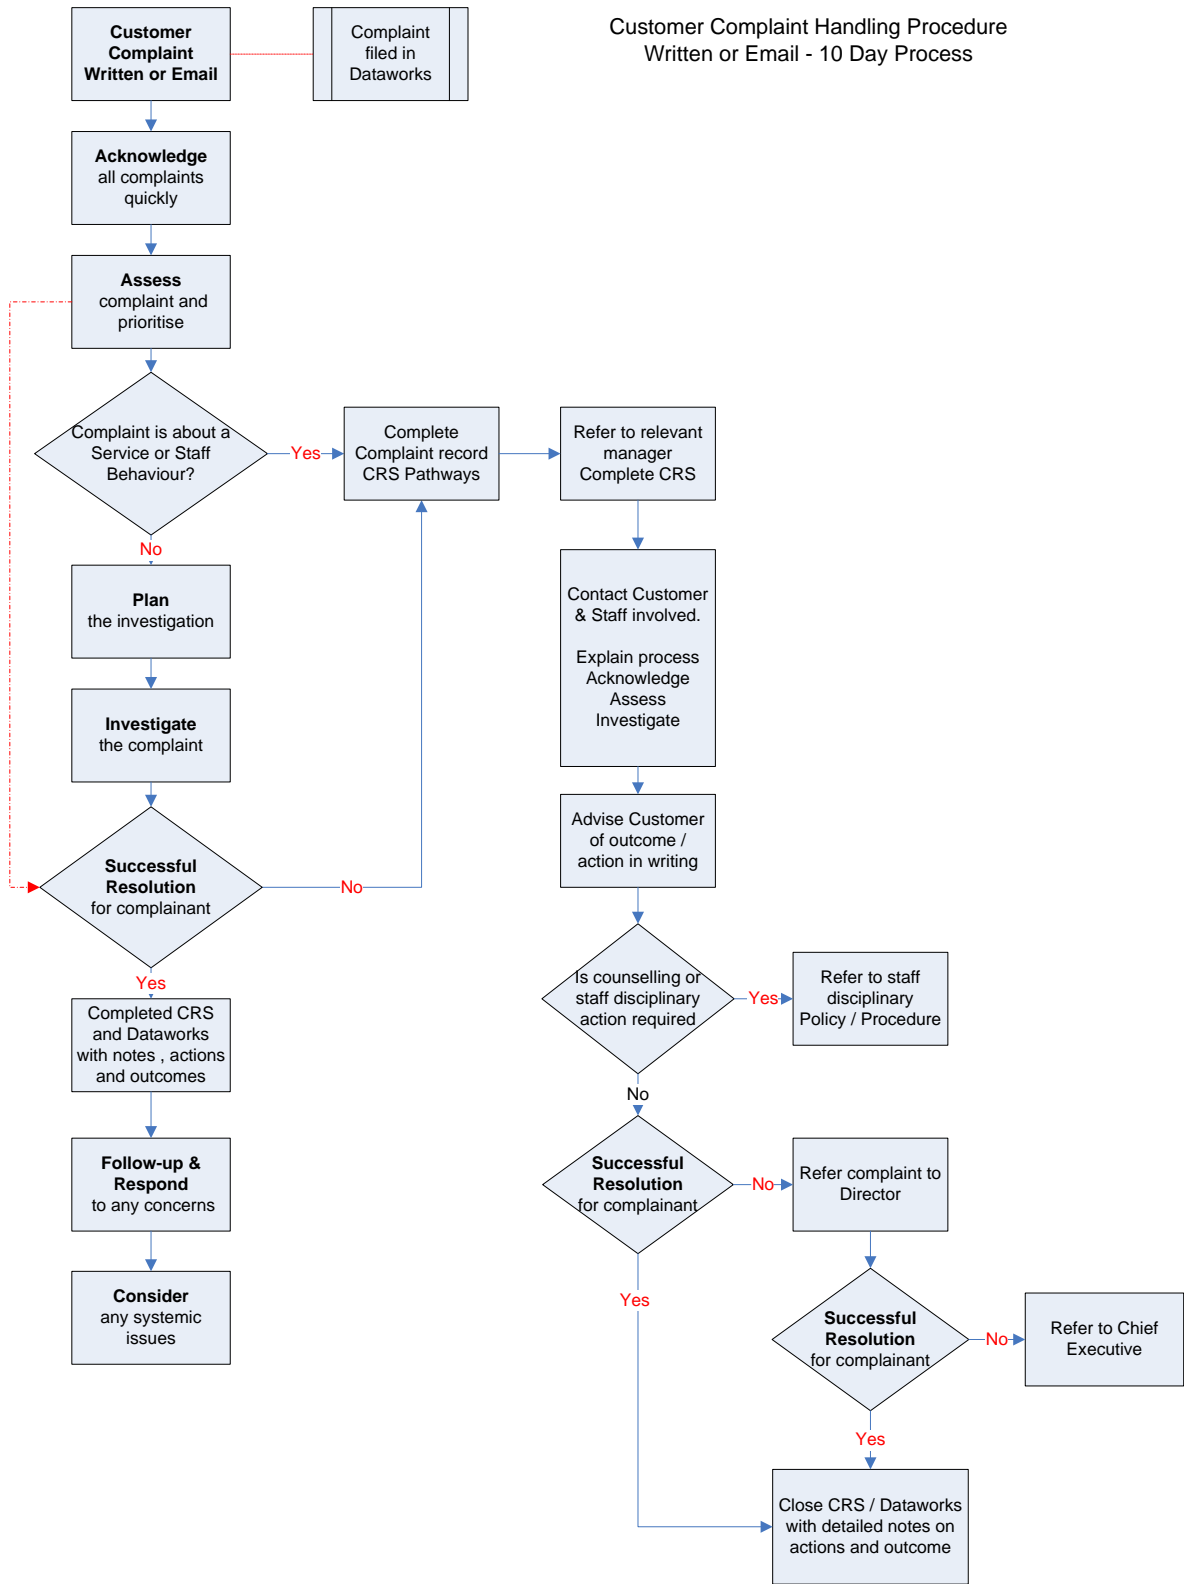 Customer Complaint Handling Procedure
Written or Email - 10 Day Process
Customer
Complaint
Written or Email
Complaint
filed in
Dataworks
Acknowledge
all complaints
quickly
Assess
complaint and
prioritise
Complaint is about a
Service or Staff
Behaviour?
Yes
Complete
Complaint record
CRS Pathways
Refer to relevant
manager
Complete CRS
No
Plan
the investigation
Contact Customer
& Staff involved.
Explain process
Acknowledge
Assess
Investigate
Investigate
the complaint
Advise Customer
of outcome /
action in writing
Successful
Resolution
for complainant
No
Yes
Is counselling or
staff disciplinary
action required
Yes
Refer to staff
disciplinary
Policy / Procedure
Completed CRS
and Dataworks
with notes , actions
and outcomes
No
Follow-up &
Respond
to any concerns
Successful
Resolution
for complainant
No
Refer complaint to
Director
Consider
any systemic
issues
Yes
Successful
Resolution
for complainant
No
Refer to Chief
Executive
Yes
Close CRS / Dataworks
with detailed notes on
actions and outcome